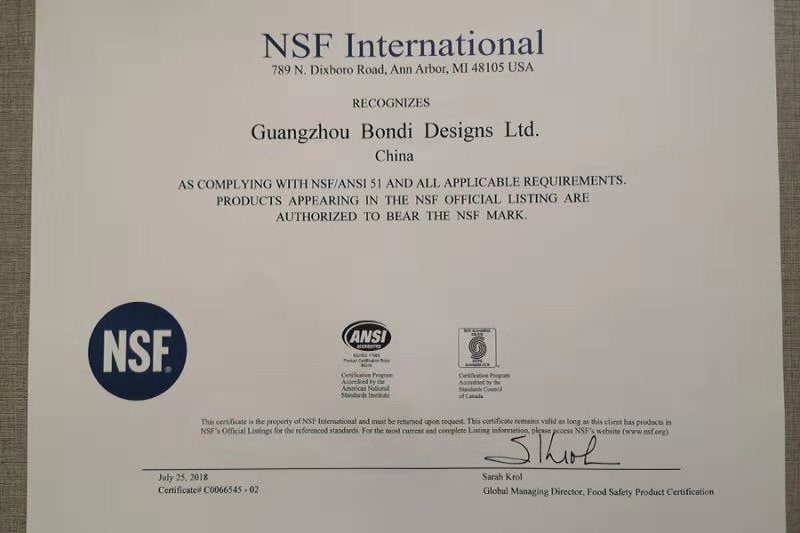 NSF International
789 N. Dixboro Road, Ann Arbor, MI 48105 USA
RECOGNIZES
Guangzhou Bondi Designs Ltd.
China
AS COMPLYING WITH NSF/ANSI 51 AND ALL APPLICABLE REQUIREMENTS.
PRODUCTS APPEARING IN THE NSF OFFICIAL LISTING ARE
AUTHORIZED TO BEAR THE NSF MARK.
NSF®
ANSI
ACCREDITED
Certification Program
Accredited by the
American National
Standards Institute
Certification Program
Accredited by the
Standards Council
of Canada
This certificate is the property of NSF International and must be returned upon request. This certificate remains valid as long as this client has products in
NSF's Official Listings for the referenced standards. For the most current and complete Listing information, please access NSF's website (www.nsf.org).
S. Krol
July 25, 2018
Certificate# C0066545 - 02
Sarah Krol
Global Managing Director, Food Safety Product Certification